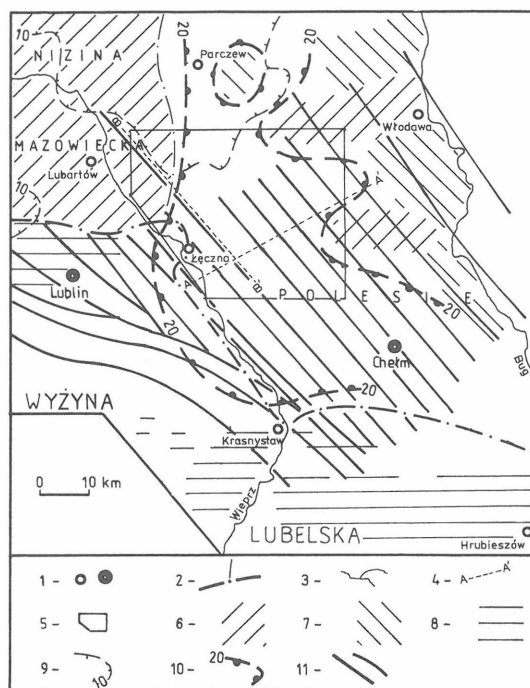 10
20
20
NIZINA
Parczew
Włodawa
MAZOWIECKA
B
Lubartów
10
A'
Łęczna
A
B
Lublin
20
POLESIE
20
Chełm
Bug
WYŻYNA
20
Krasnystaw
0 10 km
Wieprz
LUBELSKA
Hrubieszów
1 - 2 - 3 - 4 - A A'
5 - 6 - 7 - 8 -
9 - 10 10 - 20 11 -